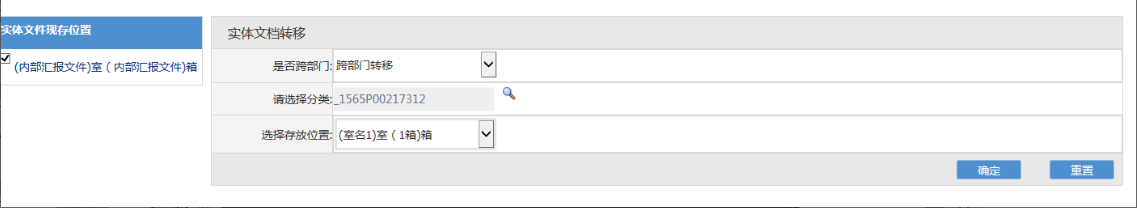 实体文件现存位置
(内部汇报文件)室（内部汇报文件)箱
实体文档转移
是否跨部门: 跨部门转移
请选择分类: _1565P00217312
选择存放位置: (室名1)室（1箱)箱
确定 重置